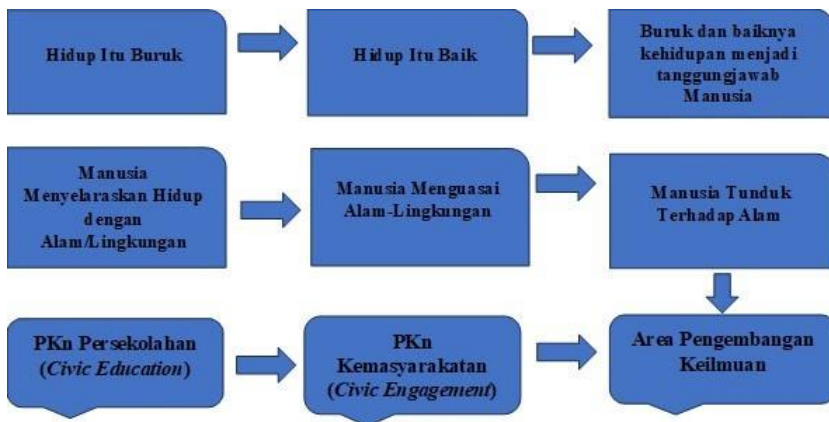 Hidup Itu Buruk
Hidup Itu Baik
Buruk dan baiknya
kehidupan menjadi
tanggungjawab
Manusia
Manusia
Menyelaraskan Hidup
dengan
Alam/Lingkungan
Manusia Menguasai
Alam-Lingkungan
Manusia Tunduk
Terhadap Alam
PKn Persekolahan
(Civic Education)
PKn
Kemasyarakatan
(Civic Engagement)
Area Pengembangan
Keilmuan